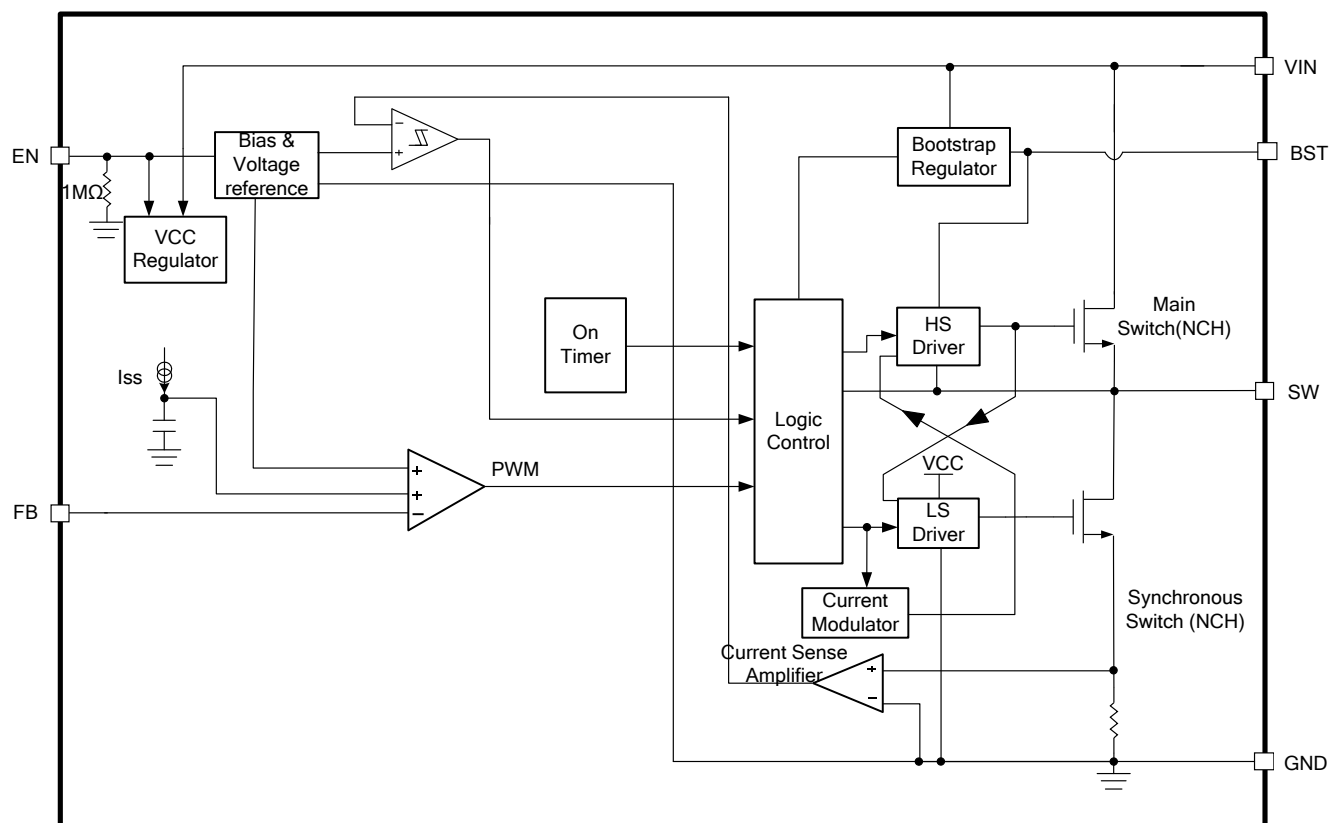 VIN
EN
Bias &
Voltage
reference
−
+
Bootstrap
Regulator
BST
1MΩ
VCC
Regulator
On
Timer
HS
Driver
Main
Switch(NCH)
Iss
SW
Logic
Control
+
+
−
PWM
VCC
FB
LS
Driver
Current
Modulator
Synchronous
Switch (NCH)
Current Sense
Amplifier
+
−
GND